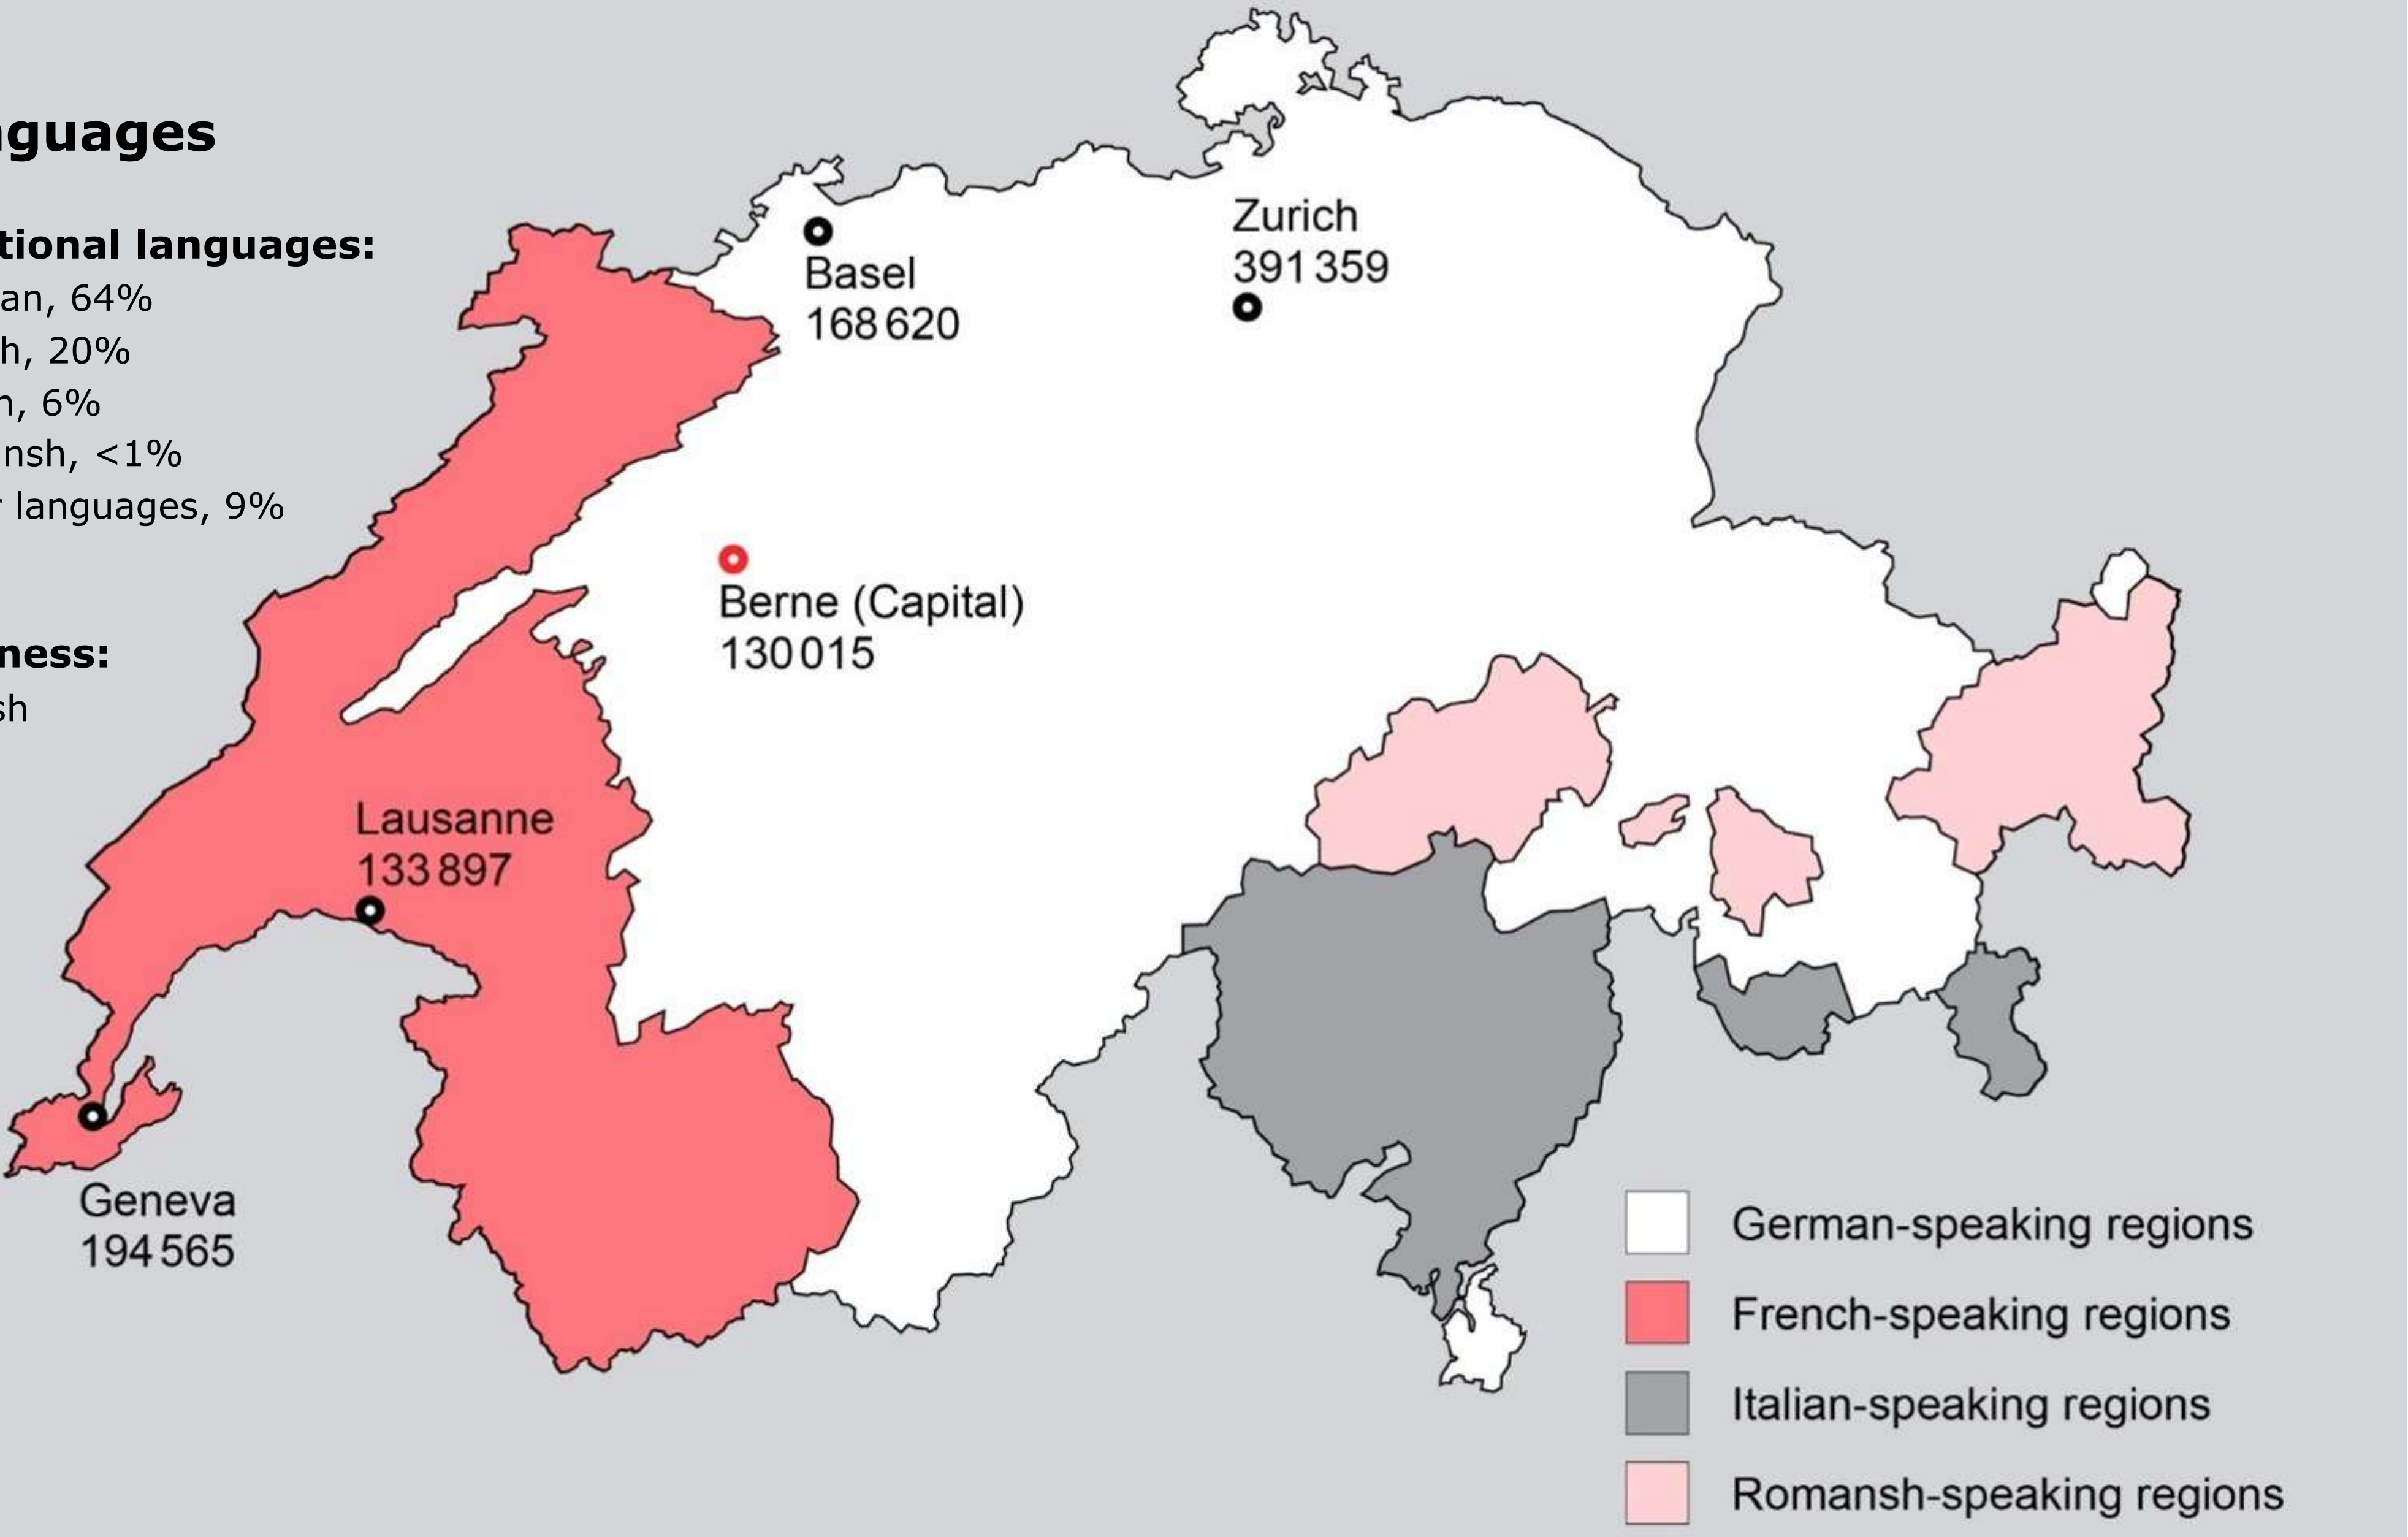 nguages
tional languages:
an, 64%
h, 20%
n, 6%
nsh, <1%
r languages, 9%
ness:
sh
Zurich
391 359
Basel
168 620
Berne (Capital)
130 015
Lausanne
133 897
Geneva
194 565
German-speaking regions
French-speaking regions
Italian-speaking regions
Romansh-speaking regions